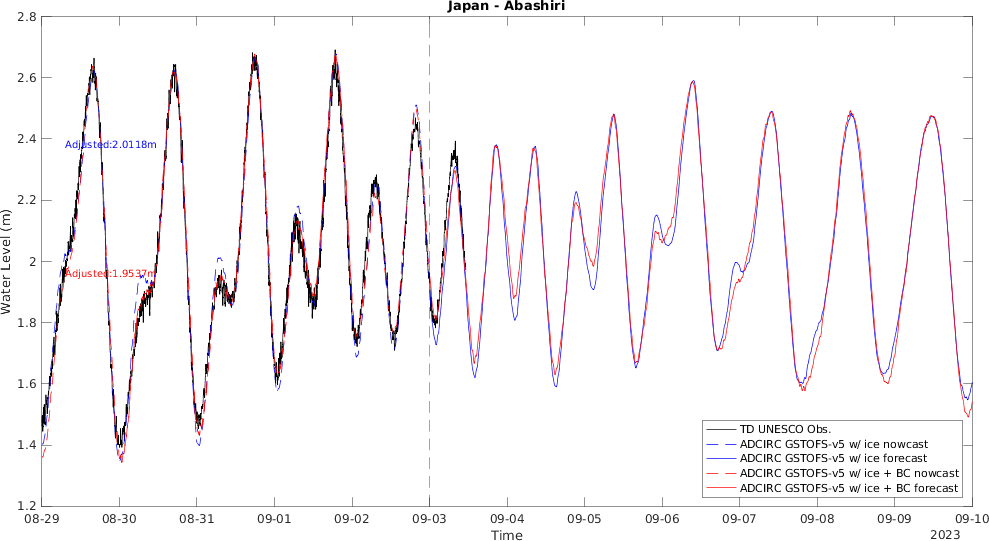 Japan - Abashiri
2.8
2.6
2.4
2.2
2
1.8
1.6
1.4
1.2
Water Level (m)
Adjusted:2.0118m
Adjusted:1.9537m
TD UNESCO Obs.
ADCIRC GSTOFS-v5 w/ ice nowcast
ADCIRC GSTOFS-v5 w/ ice forecast
ADCIRC GSTOFS-v5 w/ ice + BC nowcast
ADCIRC GSTOFS-v5 w/ ice + BC forecast
08-29 08-30 08-31 09-01 09-02 09-03 09-04 09-05 09-06 09-07 09-08 09-09 09-10
Time
2023